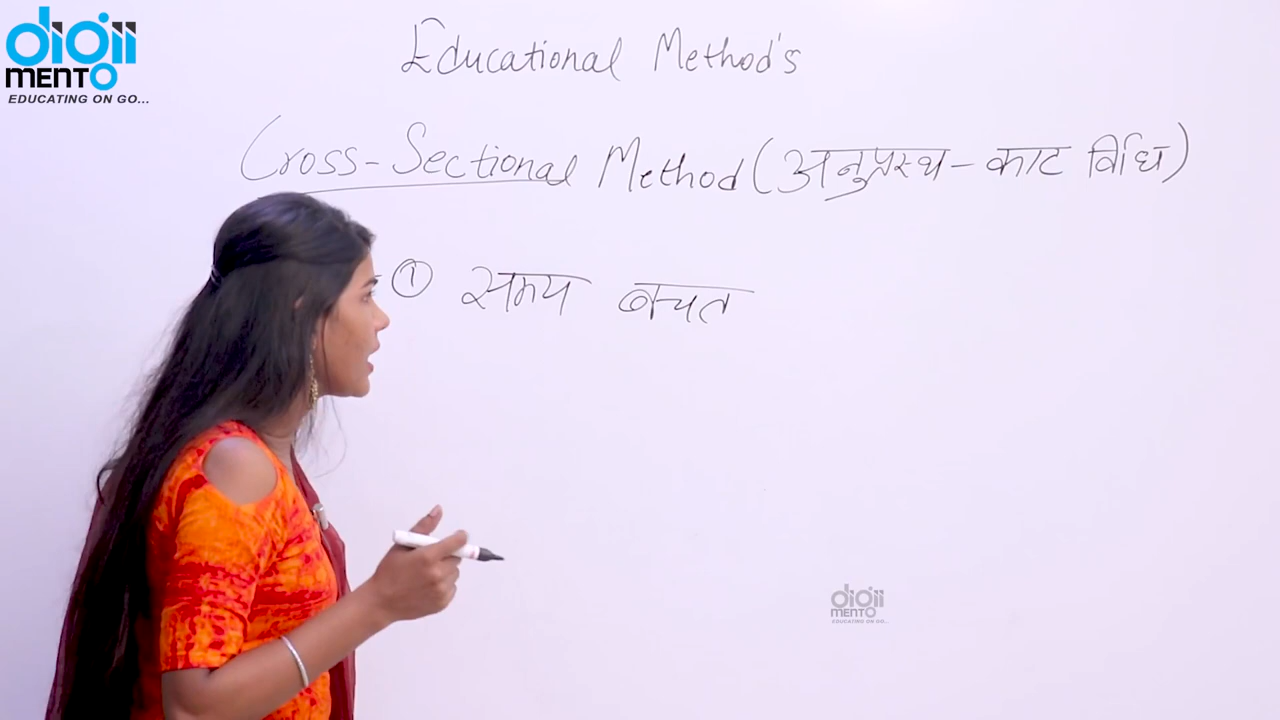 digii
MENTO
EDUCATING ON GO...
Educational Method's
Cross-Sectional Method (अनुप्रस्थ - काट विधि)
① समय बचत
digii
MENTO
EDUCATING ON GO...